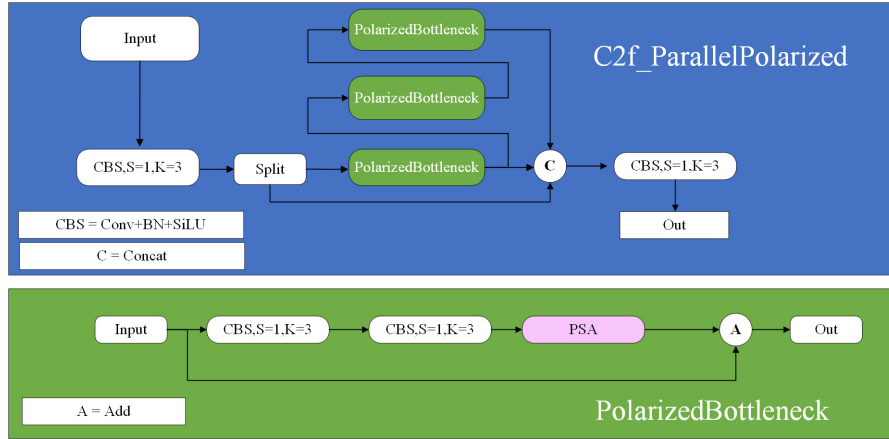 Input
PolarizedBottleneck
C2f_ParallelPolarized
PolarizedBottleneck
CBS,S=1,K=3
Split
PolarizedBottleneck
C
CBS,S=1,K=3
CBS = Conv+BN+SiLU
Out
C = Concat
Input
CBS,S=1,K=3
CBS,S=1,K=3
PSA
A
Out
A = Add
PolarizedBottleneck